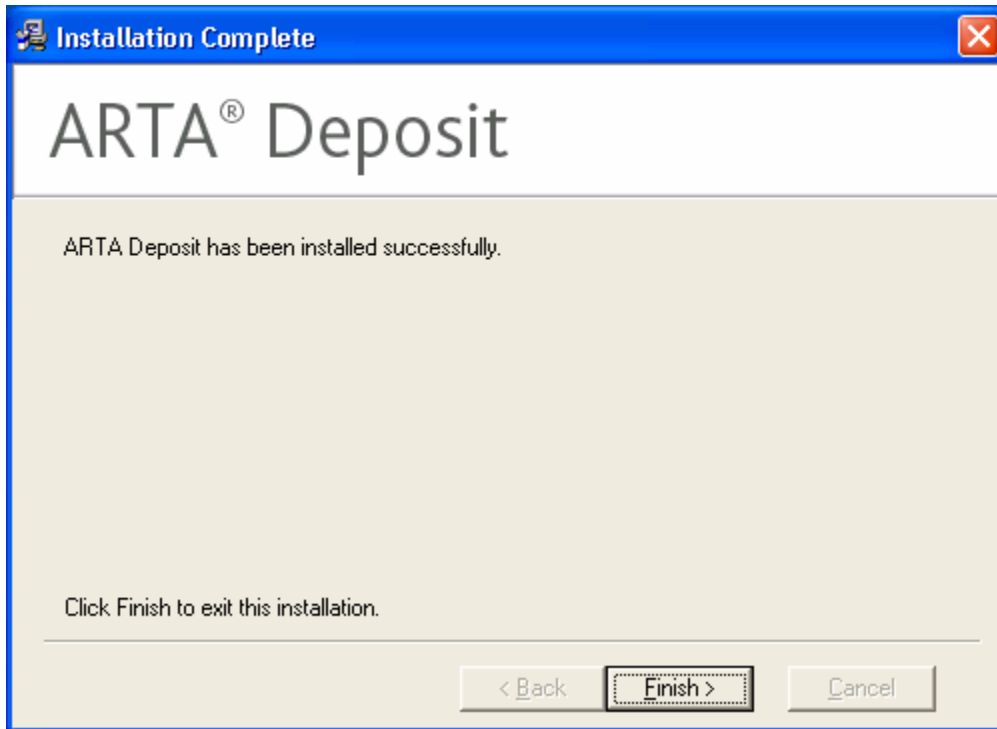 Installation Complete
ARTA® Deposit
ARTA Deposit has been installed successfully.
Click Finish to exit this installation.
< Back
Finish >
Cancel